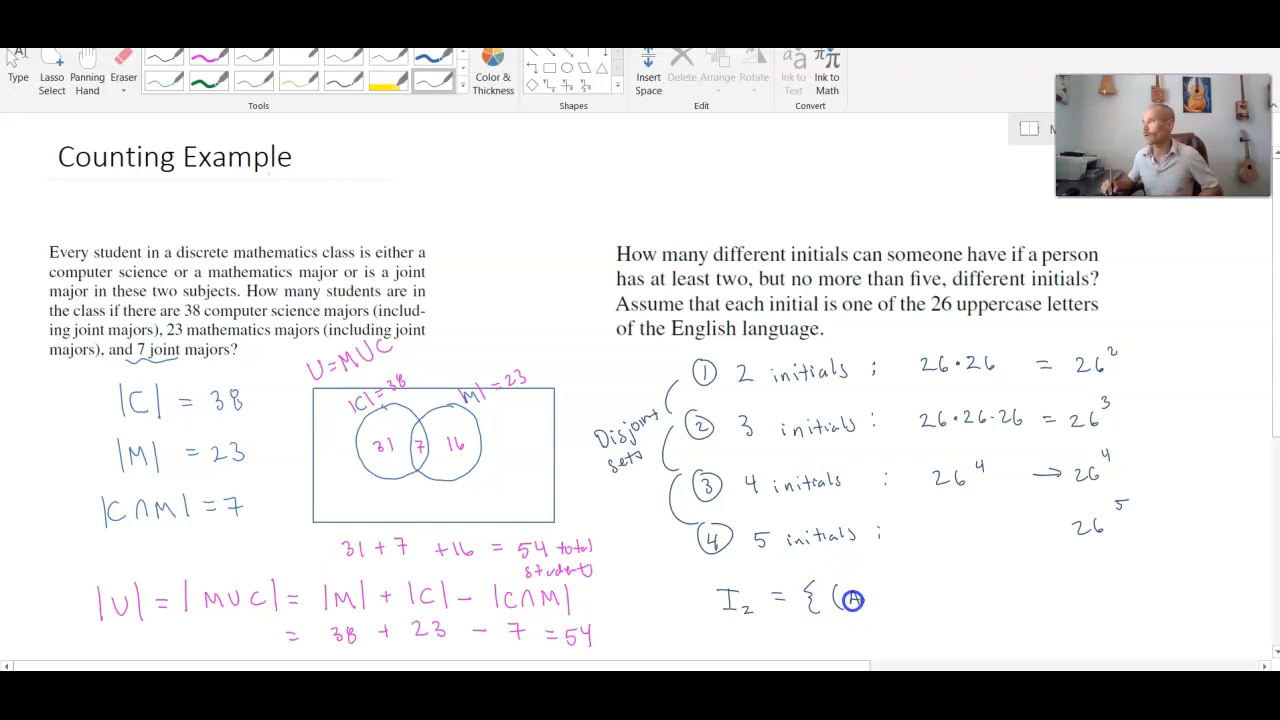 Type
Lasso Select
Panning Hand
Eraser
Color & Thickness
Insert Space
Delete
Arrange
Rotate
Ink to Text
Ink to Math
Tools
Shapes
Edit
Convert
M
Counting Example
Every student in a discrete mathematics class is either a
computer science or a mathematics major or is a joint
major in these two subjects. How many students are in
the class if there are 38 computer science majors (includ-
ing joint majors), 23 mathematics majors (including joint
majors), and 7 joint majors?
|C| = 38
|M| = 23
|C∩M| = 7
U=M∪C
|C|=38
|M|=23
31 7 16
31 + 7 + 16 = 54 total
students
|U| = |M∪C| = |M| + |C| − |C∩M|
= 38 + 23 − 7 = 54
How many different initials can someone have if a person
has at least two, but no more than five, different initials?
Assume that each initial is one of the 26 uppercase letters
of the English language.
Disjoint
sets
① 2 initials : 26·26 = 26²
② 3 initials : 26·26·26 = 26³
③ 4 initials : 26⁴ → 26⁴
④ 5 initials : 26⁵
I₂ = { (A